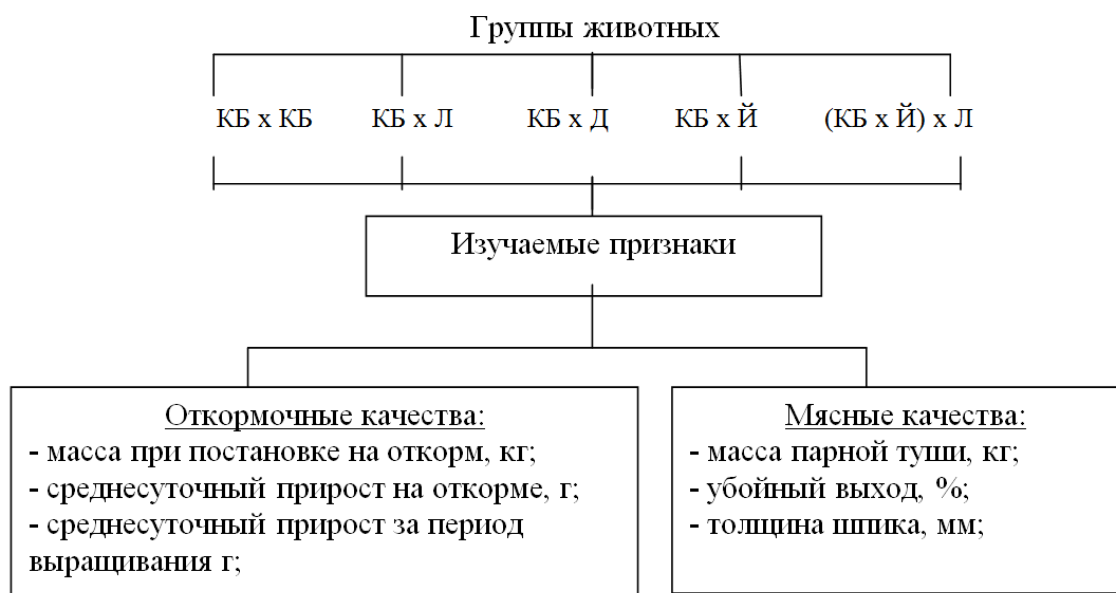 Группы животных
КБ х КБ КБ х Л КБ х Д КБ х Й (КБ х Й) х Л
Изучаемые признаки
Откормочные качества:
- масса при постановке на откорм, кг;
- среднесуточный прирост на откорме, г;
- среднесуточный прирост за период
выращивания г;
Мясные качества:
- масса парной туши, кг;
- убойный выход, %;
- толщина шпика, мм;